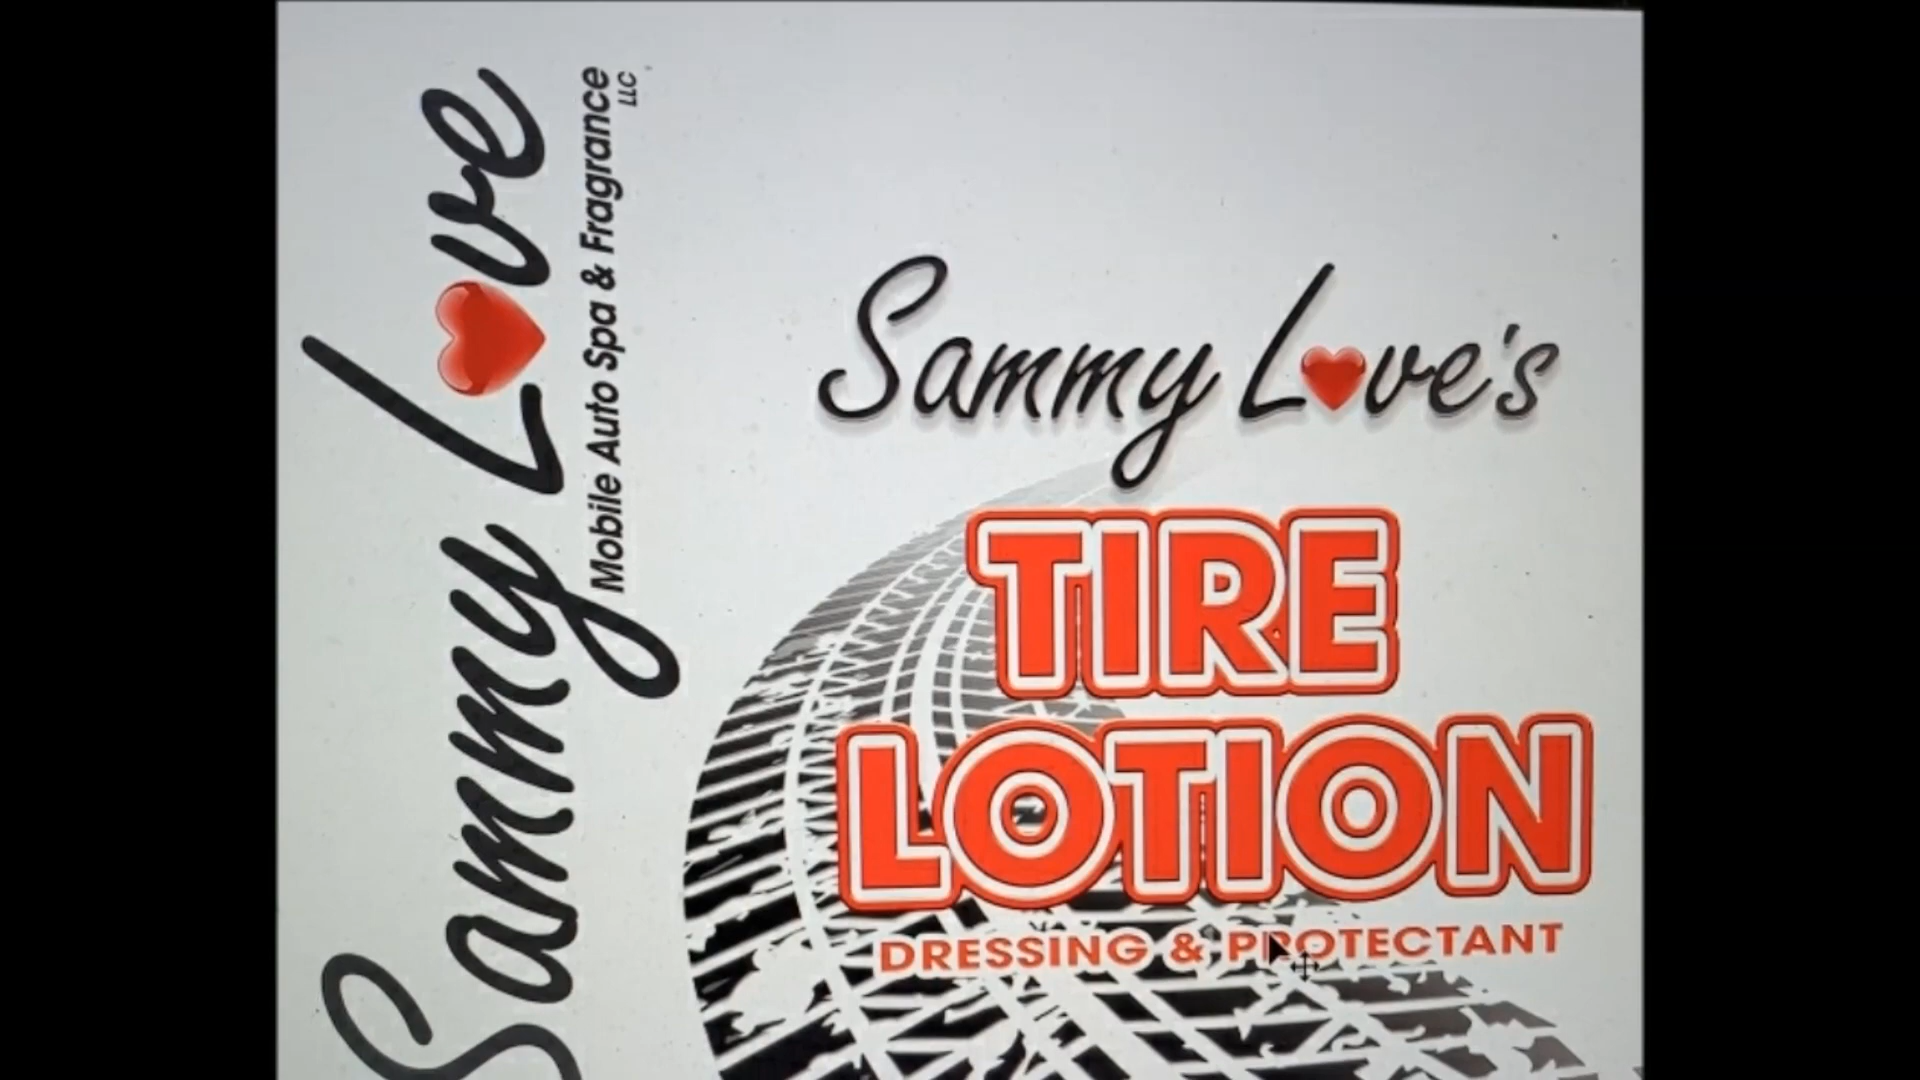 Sammy Love
Mobile Auto Spa & Fragrance
LLC
Sammy Love's
TIRE
LOTION
DRESSING & PROTECTANT